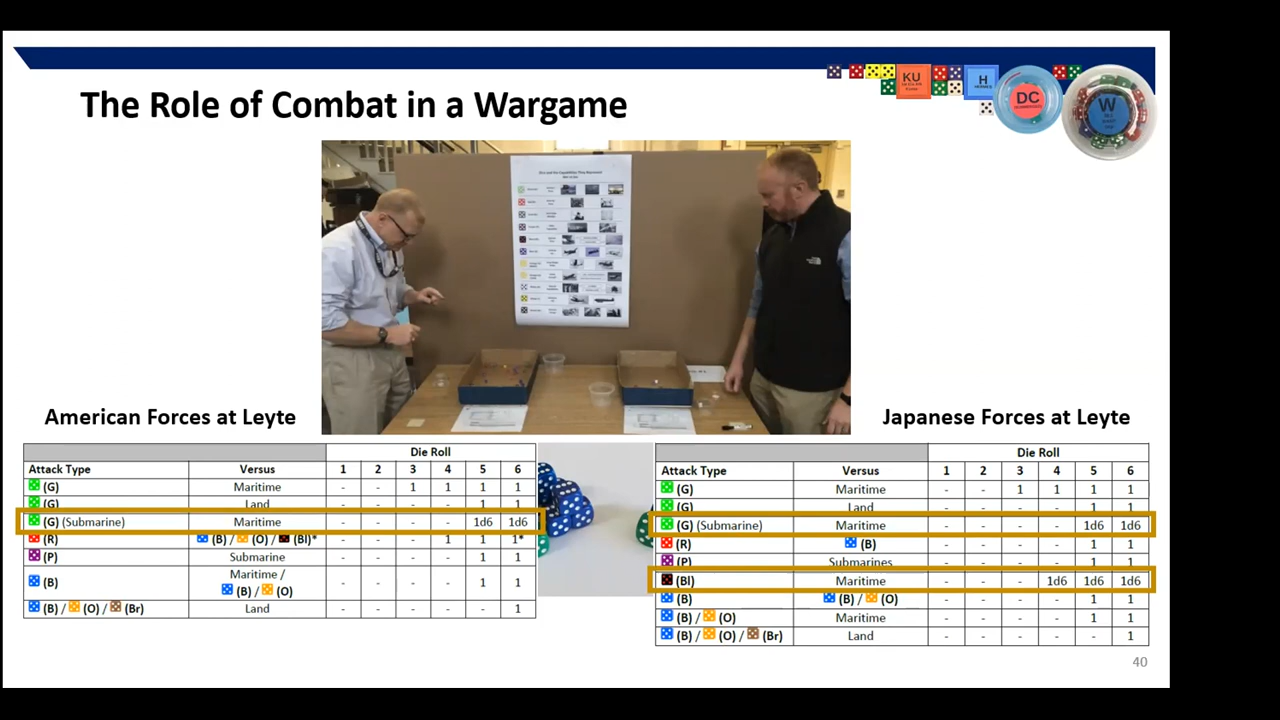 The Role of Combat in a Wargame
KU
H
HERMES
DC
W
American Forces at Leyte
Die Roll
Attack Type Versus 1 2 3 4 5 6
(G) Maritime - - 1 1 1 1
(G) Land - - - - 1 1
(G) (Submarine) Maritime - - - - 1d6 1d6
(R) (B) / (O) / (Bl)* - - - 1 1 1*
(P) Submarine - - - - 1 1
(B) Maritime / - - - - 1 1
(B) / (O)
(B) / (O) / (Br) Land - - - - - 1
Japanese Forces at Leyte
Die Roll
Attack Type Versus 1 2 3 4 5 6
(G) Maritime - - 1 1 1 1
(G) Land - - - - 1 1
(G) (Submarine) Maritime - - - - 1d6 1d6
(R) (B) - - - - 1 1
(P) Submarines - - - - 1 1
(Bl) Maritime - - - 1d6 1d6 1d6
(B) (B) / (O) - - - - 1 1
(B) / (O) Maritime - - - - 1 1
(B) / (O) / (Br) Land - - - - - 1
40